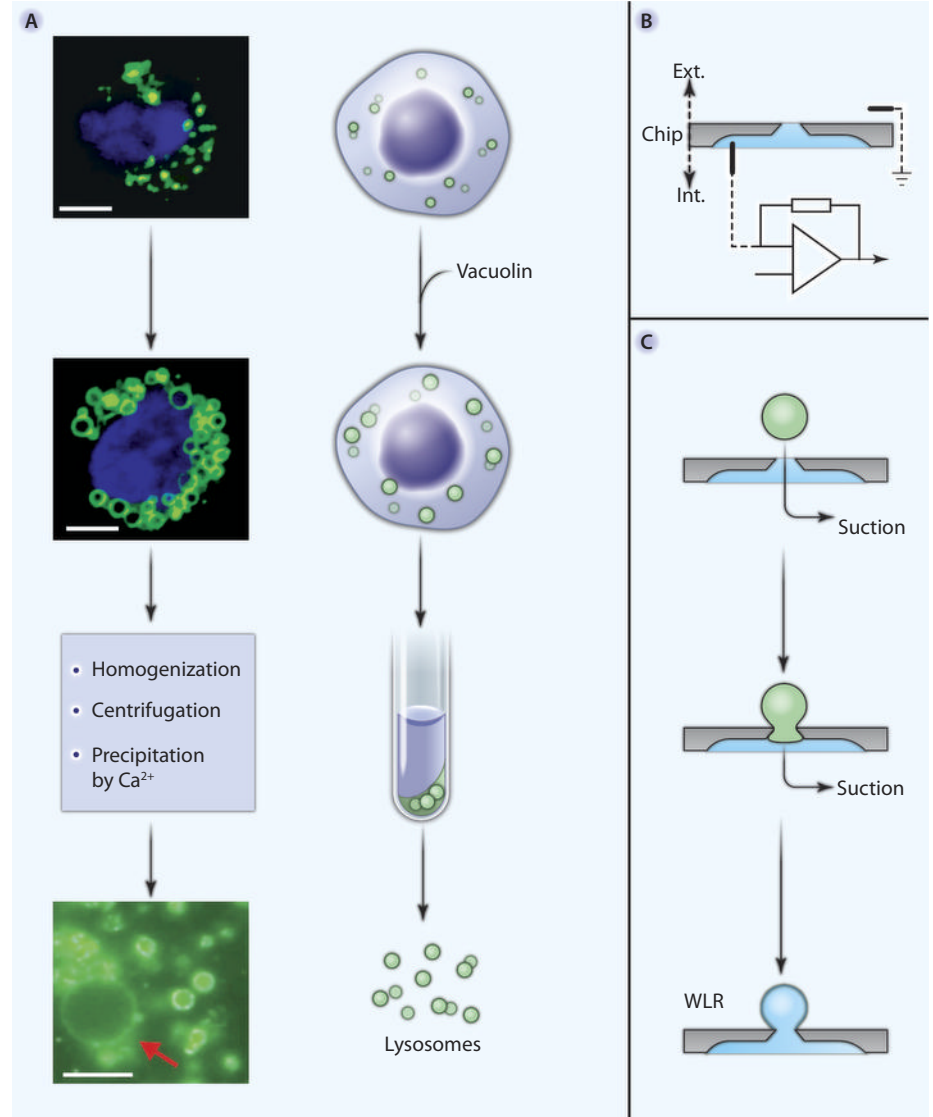 A
Vacuolin
• Homogenization
• Centrifugation
• Precipitation
by Ca²⁺
Lysosomes
B
Ext.
Chip
Int.
C
Suction
Suction
WLR